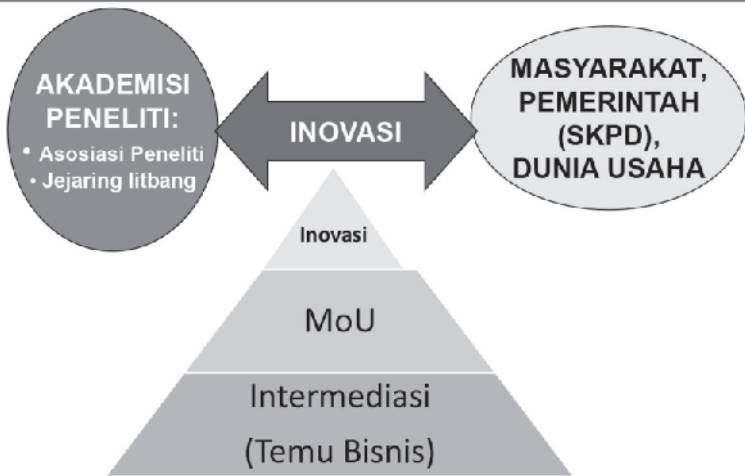 AKADEMISI
PENELITI:
• Asosiasi Peneliti
• Jejaring litbang
INOVASI
MASYARAKAT,
PEMERINTAH
(SKPD),
DUNIA USAHA
Inovasi
MoU
Intermediasi
(Temu Bisnis)